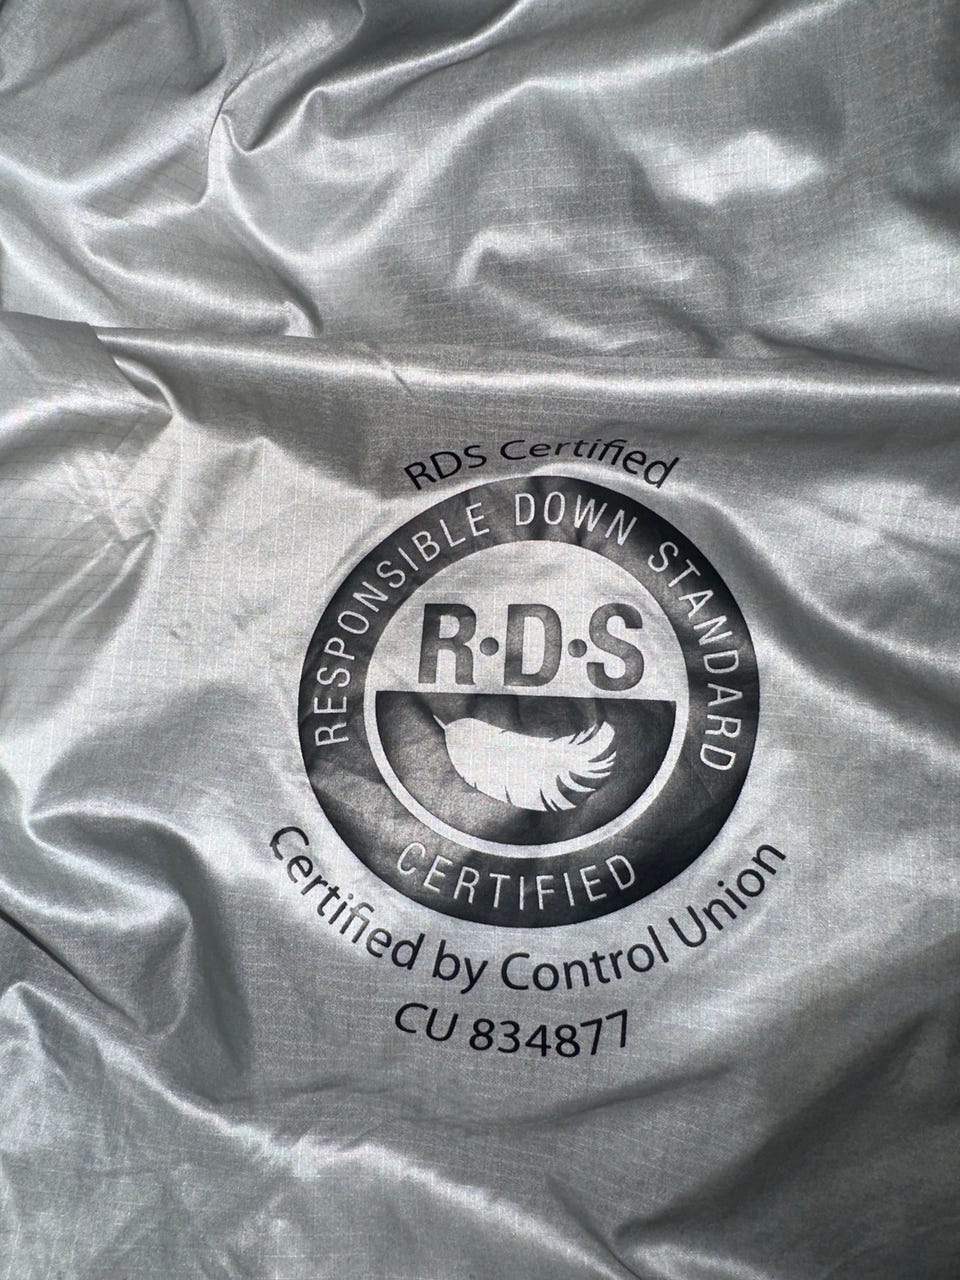 RDS Certified
RESPONSIBLE DOWN STANDARD
R·D·S
CERTIFIED
Certified by Control Union
CU 834877